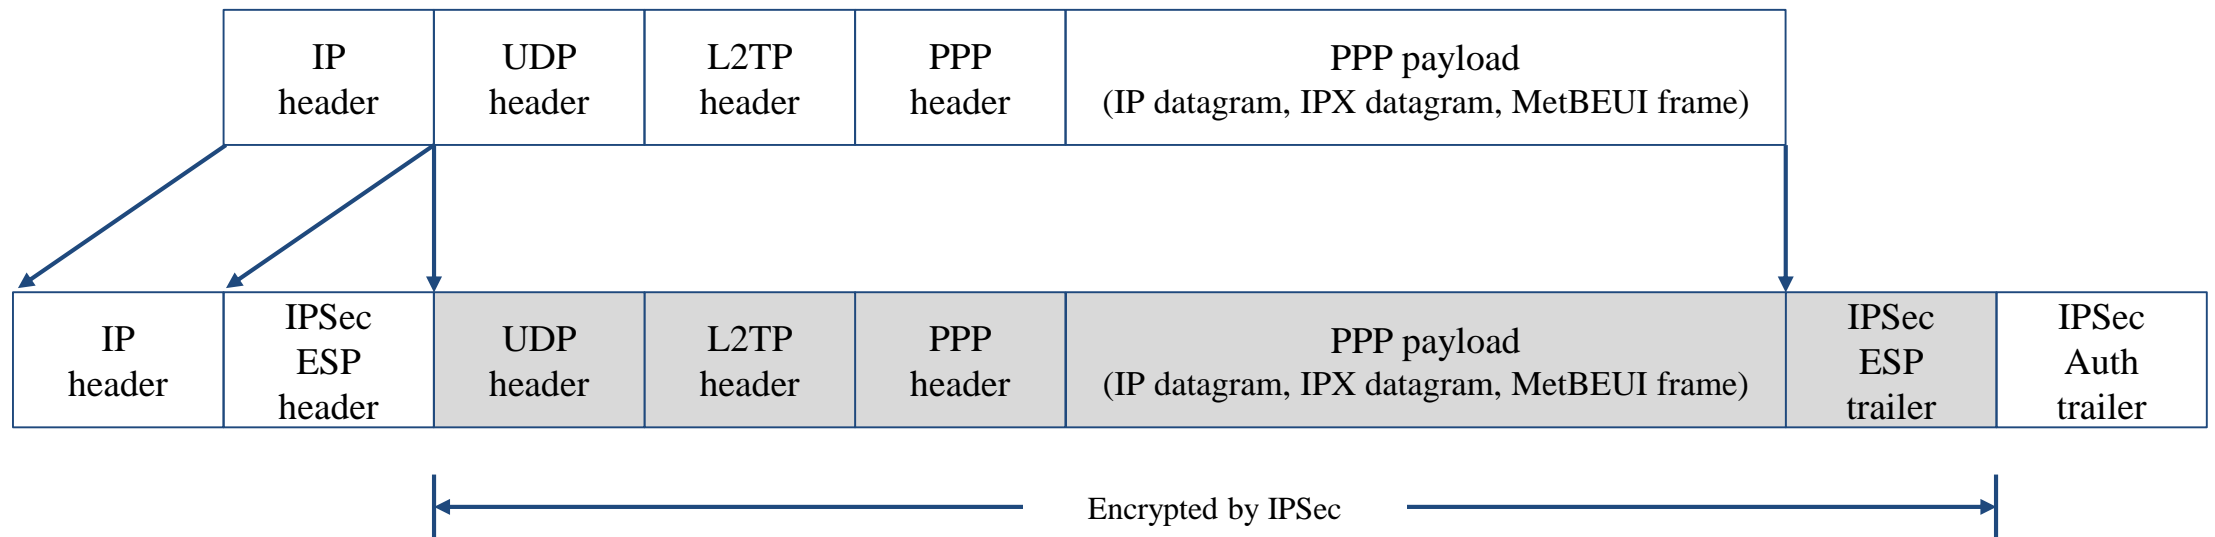 IP
header
UDP
header
L2TP
header
PPP
header
PPP payload
(IP datagram, IPX datagram, MetBEUI frame)
IP
header
IPSec
ESP
header
UDP
header
L2TP
header
PPP
header
PPP payload
(IP datagram, IPX datagram, MetBEUI frame)
IPSec
ESP
trailer
IPSec
Auth
trailer
Encrypted by IPSec